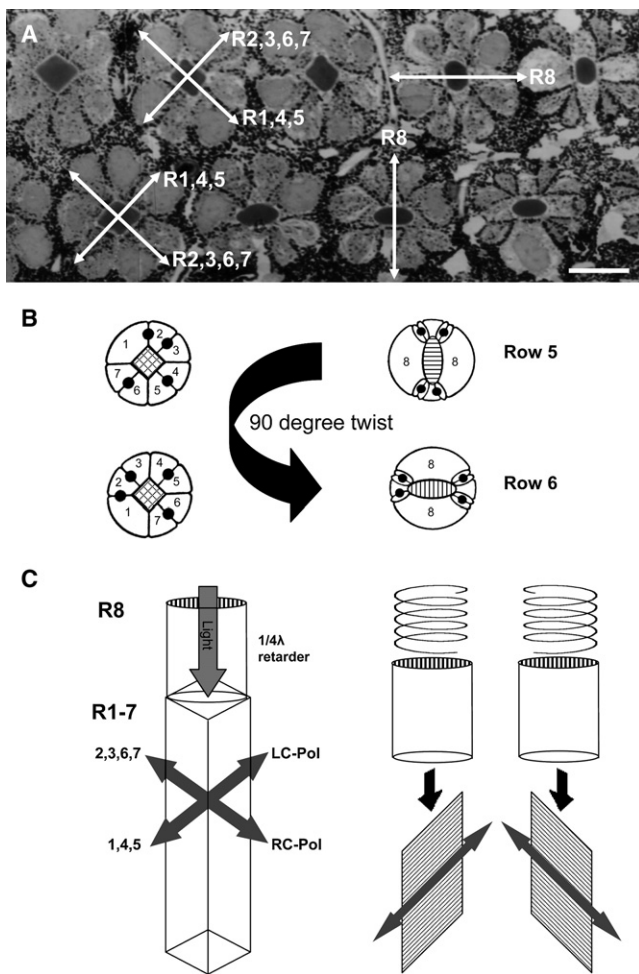 A
R2,3,6,7
R1,4,5
R8
R8
R1,4,5
R2,3,6,7
B
1
2
3
4
5
6
7
8
8
Row 5
90 degree twist
1
2
3
4
5
6
7
8
8
Row 6
C
R8
Light
1/4λ
retarder
R1-7
2,3,6,7
LC-Pol
1,4,5
RC-Pol